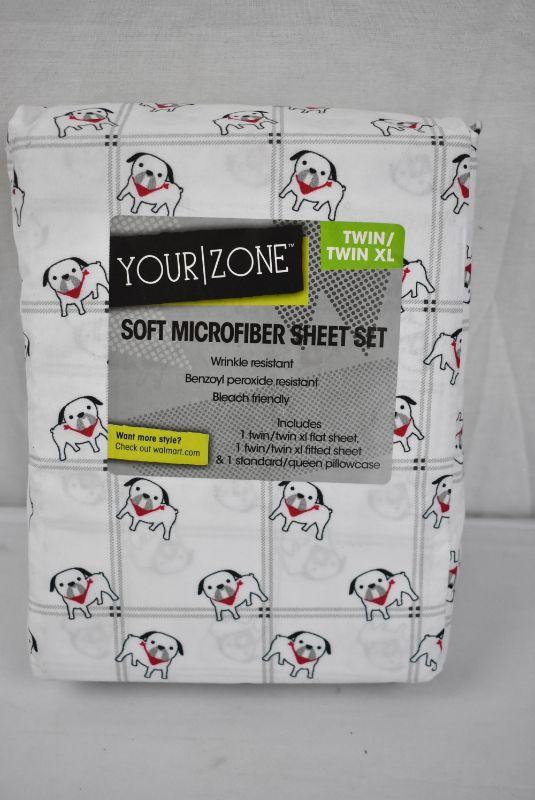 YOUR|ZONE™
TWIN/
TWIN XL
SOFT MICROFIBER SHEET SET
Wrinkle resistant
Benzoyl peroxide resistant
Bleach friendly
Want more style?
Check out walmart.com
Includes
1 twin/twin xl flat sheet,
1 twin/twin xl fitted sheet
& 1 standard/queen pillowcase